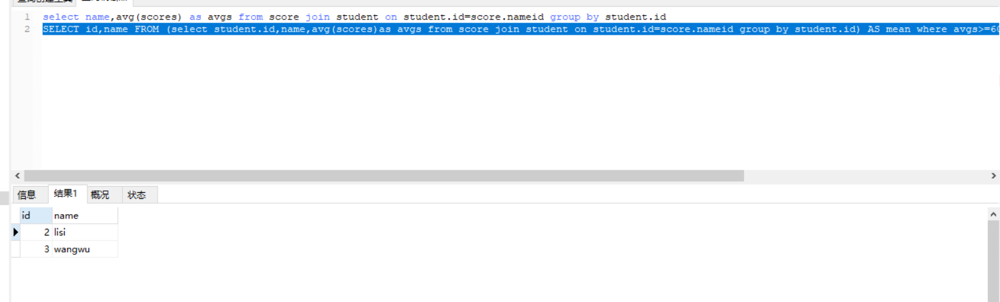 1 select name,avg(scores) as avgs from score join student on student.id=score.nameid group by student.id
2 SELECT id,name FROM (select student.id,name,avg(scores)as avgs from score join student on student.id=score.nameid group by student.id) AS mean where avgs>=60
信息 结果1 概况 状态
id name
2 lisi
3 wangwu